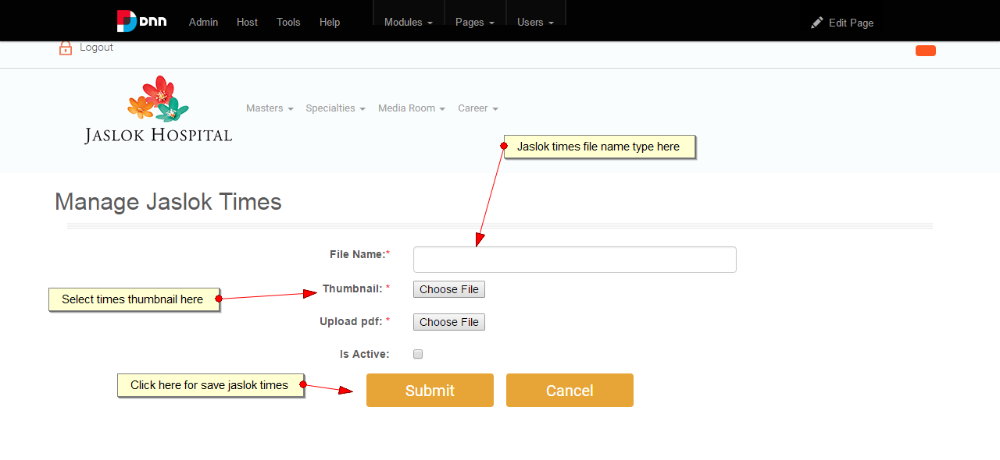 DNN Admin Host Tools Help Modules Pages Users Edit Page
Logout
JASLOK HOSPITAL
Masters Specialties Media Room Career
Jaslok times file name type here
Manage Jaslok Times
File Name:*
Thumbnail: * Choose File
Select times thumbnail here
Upload pdf: * Choose File
Is Active:
Click here for save jaslok times
Submit Cancel